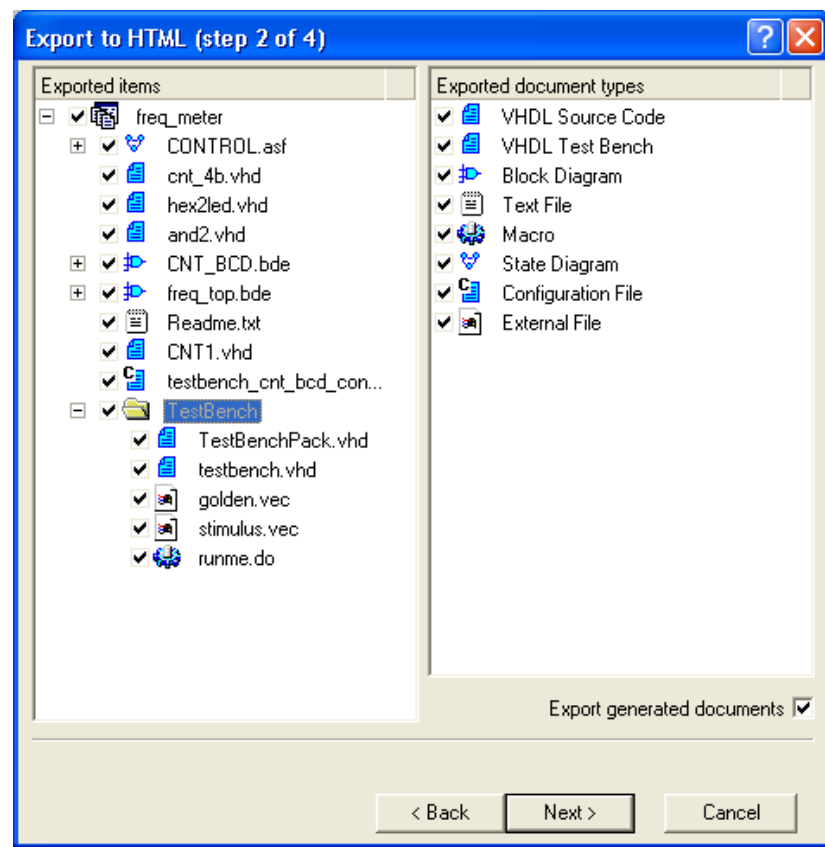 Export to HTML (step 2 of 4)
Exported items
freq_meter
CONTROL.asf
cnt_4b.vhd
hex2led.vhd
and2.vhd
CNT_BCD.bde
freq_top.bde
Readme.txt
CNT1.vhd
testbench_cnt_bcd_con...
TestBench
TestBenchPack.vhd
testbench.vhd
golden.vec
stimulus.vec
runme.do
Exported document types
VHDL Source Code
VHDL Test Bench
Block Diagram
Text File
Macro
State Diagram
Configuration File
External File
Export generated documents
< Back
Next >
Cancel